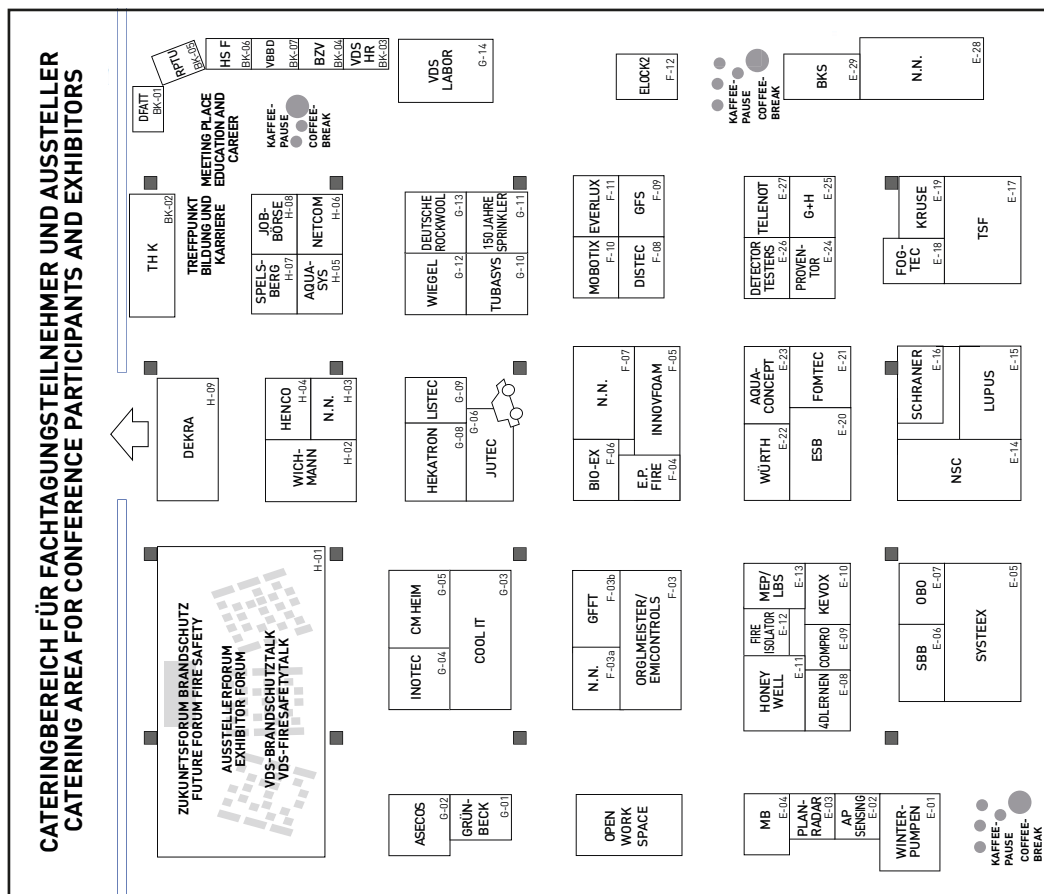 CATERINGBEREICH FÜR FACHTAGUNGSTEILNEHMER UND AUSSTELLER
CATERING AREA FOR CONFERENCE PARTICIPANTS AND EXHIBITORS
ZUKUNFTSFORUM BRANDSCHUTZ
FUTURE FORUM FIRE SAFETY
AUSSTELLERFORUM
EXHIBITOR FORUM
VDS-BRANDSCHUTZTALK
VDS-FIRESAFETYTALK
H-01
DEKRA
H-09
THK
BK-02
DFATT
BK-01
RPTU
BK-05
HS F
BK-06
VBBD
BK-07
BZV
BK-04
VDS
HR
BK-03
TREFFPUNKT
BILDUNG UND
KARRIERE
MEETING PLACE
EDUCATION AND
CAREER
KAFFEE-
PAUSE
COFFEE-
BREAK
WICH-
MANN
H-02
HENCO
H-04
N.N.
H-03
SPELS-
BERG
H-07
JOB-
BÖRSE
H-08
AQUA-
SYS
H-05
NETCOM
H-06
VDS
LABOR
G-14
ASECOS
G-02
GRÜN-
BECK
G-01
INOTEC
G-04
CM HEIM
G-05
COOL IT
G-03
HEKATRON
G-08
LISTEC
G-09
JUTEC
G-06
WIEGEL
G-12
DEUTSCHE
ROCKWOOL
G-13
TUBASYS
G-10
150 JAHRE
SPRINKLER
G-11
OPEN
WORK
SPACE
N.N.
F-03a
GFFT
F-03b
ORGLMEISTER/
EMICONTROLS
F-03
BIO-EX
F-06
N.N.
F-07
E.P.
FIRE
F-04
INNOVFOAM
F-05
MOBOTIX
F-10
EVERLUX
F-11
DISTEC
F-08
GFS
F-09
ELOCK2
F-12
MB
E-04
PLAN-
RADAR
E-03
AP
SENSING
E-02
WINTER-
PUMPEN
E-01
HONEY
WELL
E-11
FIRE
ISOLATOR
E-12
MEP/
LBS
E-13
4DLERNEN
E-08
COMPRO
E-09
KEVOX
E-10
WÜRTH
E-22
AQUA-
CONCEPT
E-23
ESB
E-20
FOMTEC
E-21
DETECTOR
TESTERS
E-26
TELENOT
E-27
PROVEN-
TOR
E-24
G+H
E-25
KAFFEE-
PAUSE
COFFEE-
BREAK
BKS
E-29
N.N.
E-28
SBB
E-06
OBO
E-07
SYSTEEX
E-05
NSC
E-14
SCHRANER
E-16
LUPUS
E-15
FOG-
TEC
E-18
KRUSE
E-19
TSF
E-17
KAFFEE-
PAUSE
COFFEE-
BREAK